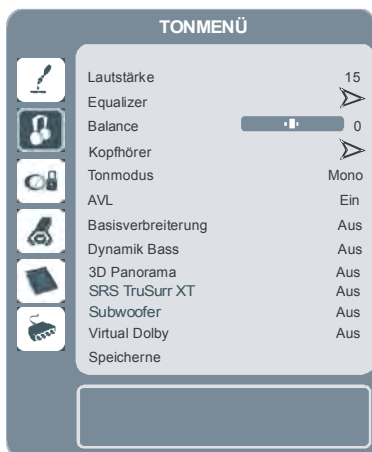 TONMENÜ
Lautstärke 15
Equalizer
Balance 0
Kopfhörer
Tonmodus Mono
AVL Ein
Basisverbreiterung Aus
Dynamik Bass Aus
3D Panorama Aus
SRS TruSurr XT Aus
Subwoofer Aus
Virtual Dolby Aus
Speicherne